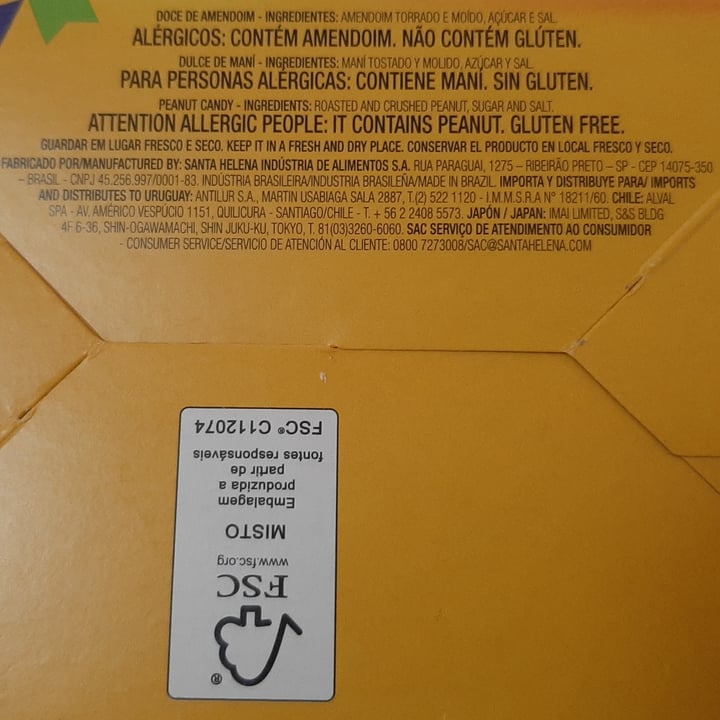 DOCE DE AMENDOIM - INGREDIENTES: AMENDOIM TORRADO E MOÍDO, AÇÚCAR E SAL.
ALÉRGICOS: CONTÉM AMENDOIM. NÃO CONTÉM GLÚTEN.
DULCE DE MANÍ - INGREDIENTES: MANÍ TOSTADO Y MOLIDO, AZÚCAR Y SAL.
PARA PERSONAS ALÉRGICAS: CONTIENE MANÍ. SIN GLUTEN.
PEANUT CANDY - INGREDIENTS: ROASTED AND CRUSHED PEANUT, SUGAR AND SALT.
ATTENTION ALLERGIC PEOPLE: IT CONTAINS PEANUT. GLUTEN FREE.
GUARDAR EM LUGAR FRESCO E SECO. KEEP IT IN A FRESH AND DRY PLACE. CONSERVAR EL PRODUCTO EN LOCAL FRESCO Y SECO.
FABRICADO POR/MANUFACTURED BY: SANTA HELENA INDÚSTRIA DE ALIMENTOS S.A. RUA PARAGUAI, 1275 – RIBEIRÃO PRETO – SP - CEP 14075-350
– BRASIL - CNPJ 45.256.997/0001-83. INDÚSTRIA BRASILEIRA/INDUSTRIA BRASILEÑA/MADE IN BRAZIL. IMPORTA Y DISTRIBUYE PARA/ IMPORTS
AND DISTRIBUTES TO URUGUAY: ANTILUR S.A., MARTIN USABIAGA SALA 2887, T.(2) 522 1120 - I.M.M.S.R.A N° 18211/60. CHILE: ALVAL
SPA - AV. AMÉRICO VESPÚCIO 1151, QUILICURA - SANTIAGO/CHILE - T. + 56 2 2408 5573. JAPÓN / JAPAN: IMAI LIMITED, S&S BLDG
4F 6-36, SHIN-OGAWAMACHI, SHIN JUKU-KU, TOKYO, T. 81(03)3260-6060. SAC SERVIÇO DE ATENDIMENTO AO CONSUMIDOR
- CONSUMER SERVICE/SERVICIO DE ATENCIÓN AL CLIENTE: 0800 7273008/SAC@SANTAHELENA.COM
®
FSC
www.fsc.org
MISTO
Embalagem
produzida a
partir de
fontes responsáveis
FSC® C112074